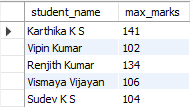 student_name max_marks
Karthika K S 141
Vipin Kumar 102
Renjith Kumar 134
Vismaya Vijayan 106
Sudev K S 104